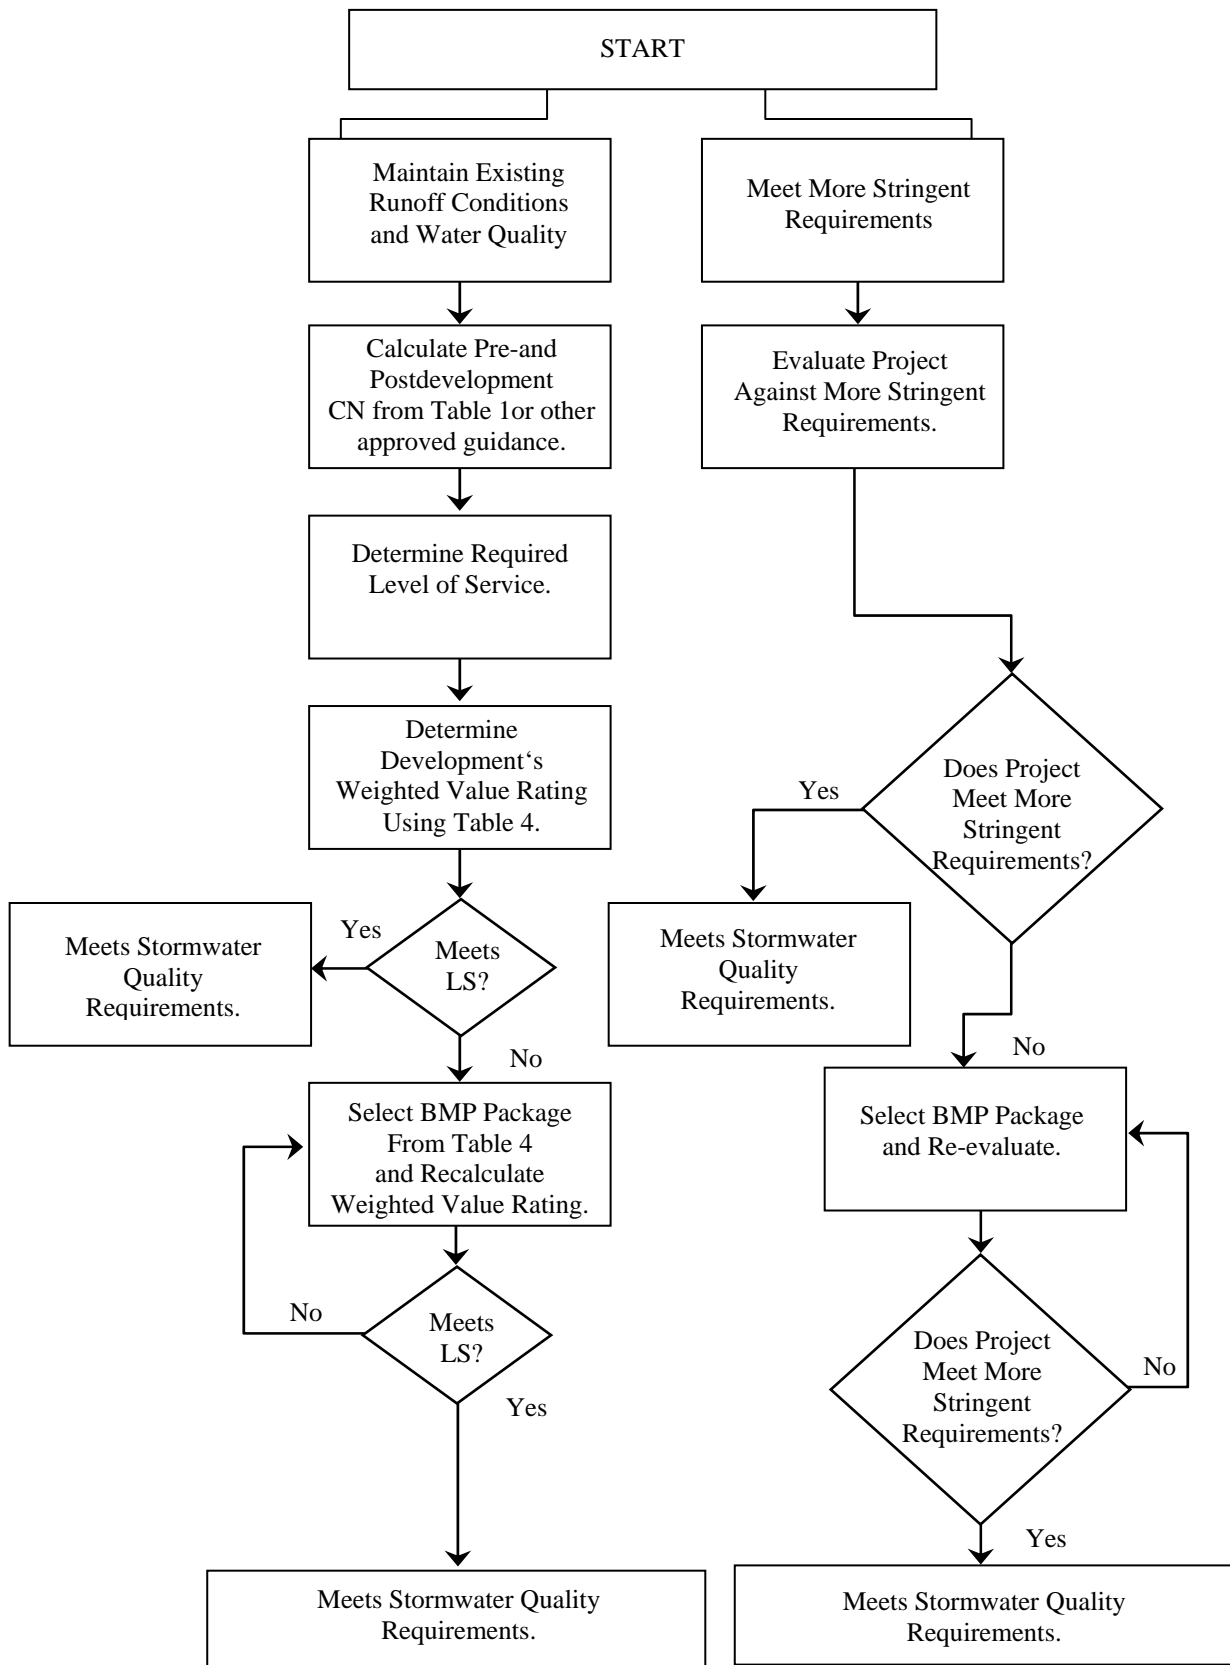 START
Maintain Existing
Runoff Conditions
and Water Quality
Meet More Stringent
Requirements
Calculate Pre-and
Postdevelopment
CN from Table 1or other
approved guidance.
Evaluate Project
Against More Stringent
Requirements.
Determine Required
Level of Service.
Determine
Development‘s
Weighted Value Rating
Using Table 4.
Does Project
Meet More
Stringent
Requirements?
Yes
Meets Stormwater
Quality
Requirements.
Yes
Meets
LS?
Meets Stormwater
Quality
Requirements.
No
No
Select BMP Package
From Table 4
and Recalculate
Weighted Value Rating.
Select BMP Package
and Re-evaluate.
No
Meets
LS?
Yes
Does Project
Meet More
Stringent
Requirements?
No
Yes
Meets Stormwater Quality
Requirements.
Meets Stormwater Quality
Requirements.